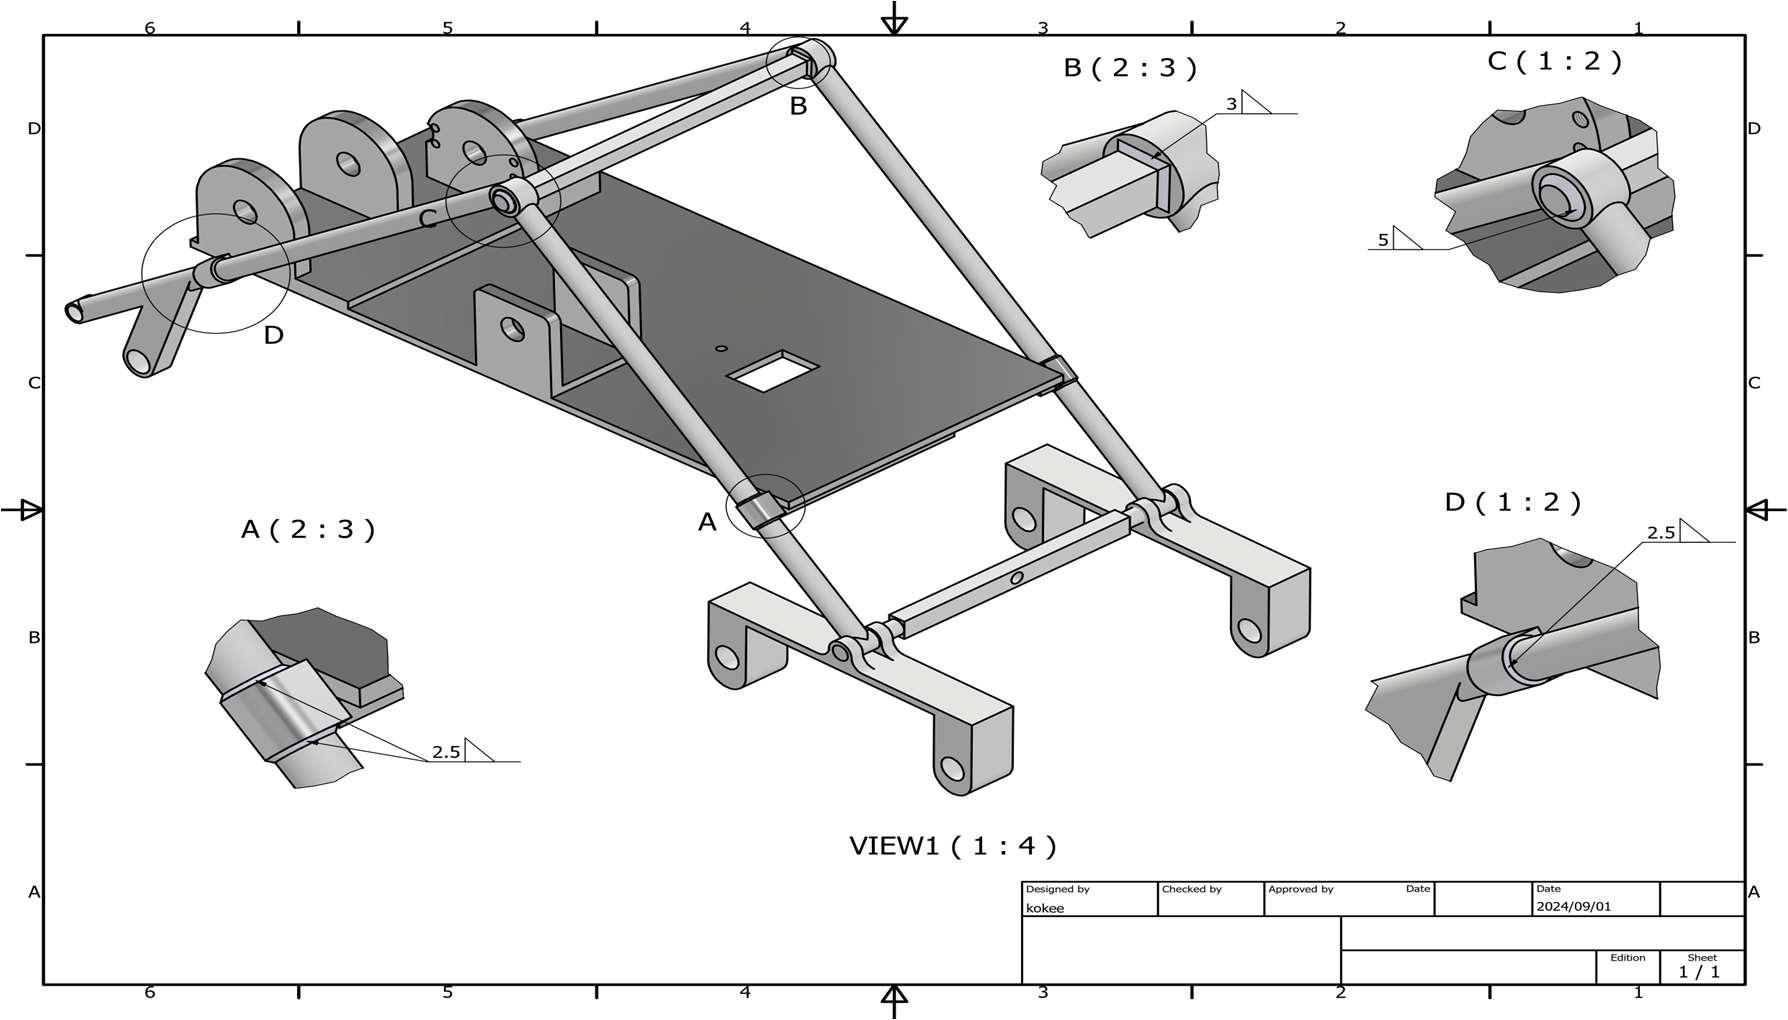 6 5 4 3 2 1
B ( 2 : 3 )
C ( 1 : 2 )
B
3
D
D
C
5
D
C
C
A
A ( 2 : 3 )
D ( 1 : 2 )
2.5
B
B
2.5
VIEW1 ( 1 : 4 )
A
A
Designed by
kokee
Checked by
Approved by
Date
Date
2024/09/01
Edition
Sheet
1 / 1
6 5 4 3 2 1